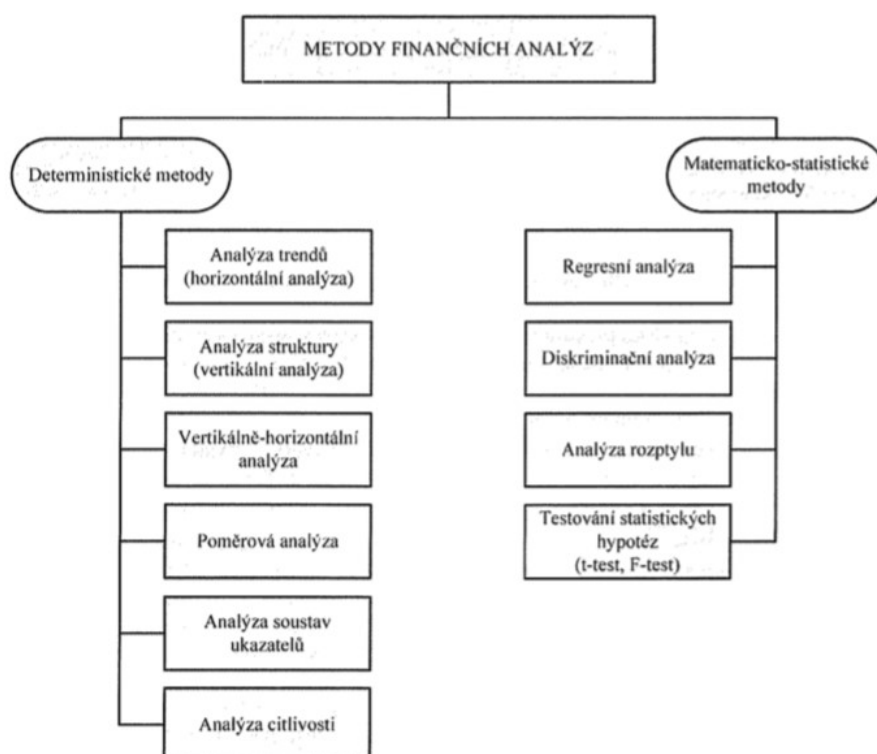 METODY FINANČNÍCH ANALÝZ
Deterministické metody
Analýza trendů
(horizontální analýza)
Analýza struktury
(vertikální analýza)
Vertikálně-horizontální
analýza
Poměrová analýza
Analýza soustav
ukazatelů
Analýza citlivosti
Matematicko-statistické
metody
Regresní analýza
Diskriminační analýza
Analýza rozptylu
Testování statistických
hypotéz
(t-test, F-test)